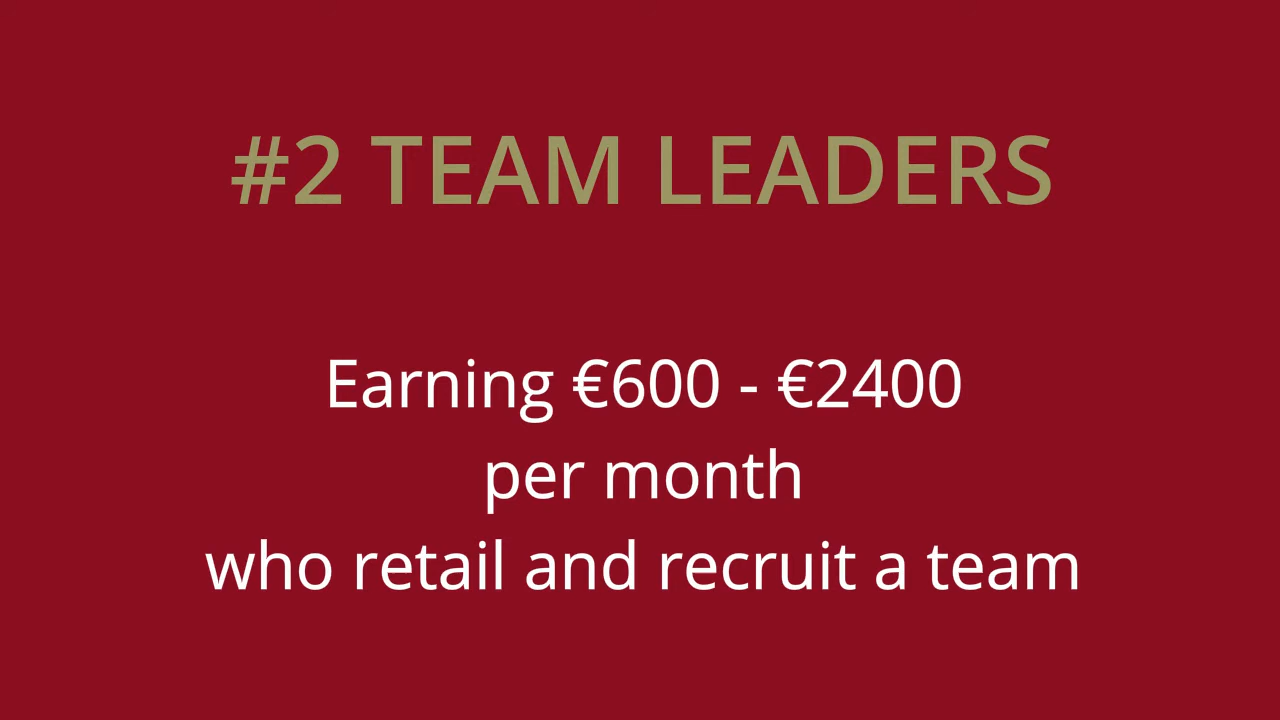 #2 TEAM LEADERS
Earning €600 - €2400
per month
who retail and recruit a team